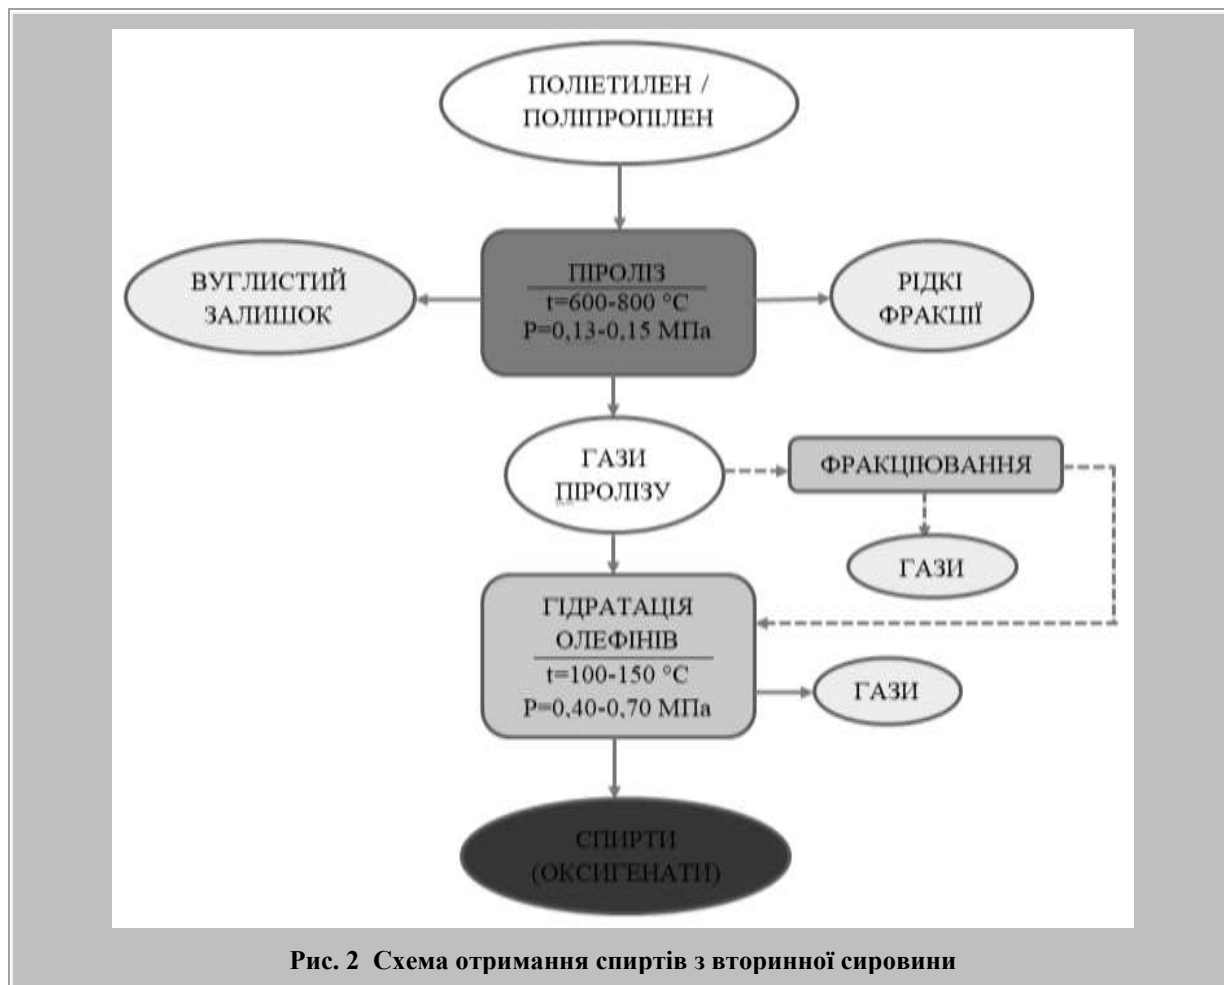 ПОЛІЕТИЛЕН /
ПОЛІПРОПІЛЕН
ПІРОЛІЗ
t=600-800 °C
P=0,13-0,15 МПа
ВУГЛИСТИЙ
ЗАЛИШОК
РІДКІ
ФРАКЦІЇ
ГАЗИ
ПІРОЛІЗУ
ФРАКЦІЮВАННЯ
ГАЗИ
ГІДРАТАЦІЯ
ОЛЕФІНІВ
t=100-150 °C
P=0,40-0,70 МПа
ГАЗИ
СПИРТИ
(ОКСИГЕНАТИ)
Рис. 2 Схема отримання спиртів з вторинної сировини